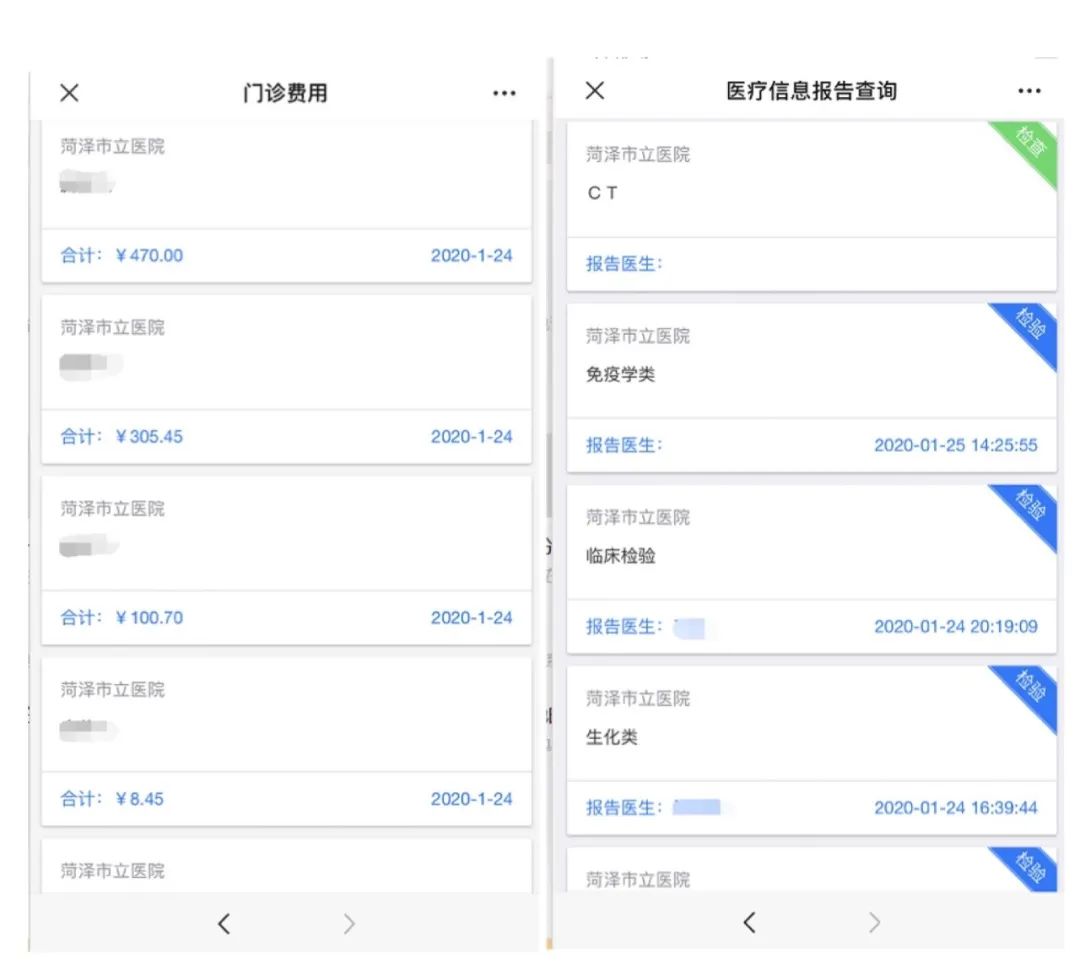 门诊费用
菏泽市立医院
合计：￥470.00 2020-1-24
菏泽市立医院
合计：￥305.45 2020-1-24
菏泽市立医院
合计：￥100.70 2020-1-24
菏泽市立医院
合计：￥8.45 2020-1-24
菏泽市立医院
医疗信息报告查询
检查
菏泽市立医院
CT
报告医生：
检验
菏泽市立医院
免疫学类
报告医生： 2020-01-25 14:25:55
检验
菏泽市立医院
临床检验
报告医生： 2020-01-24 20:19:09
检验
菏泽市立医院
生化类
报告医生： 2020-01-24 16:39:44
检验
菏泽市立医院